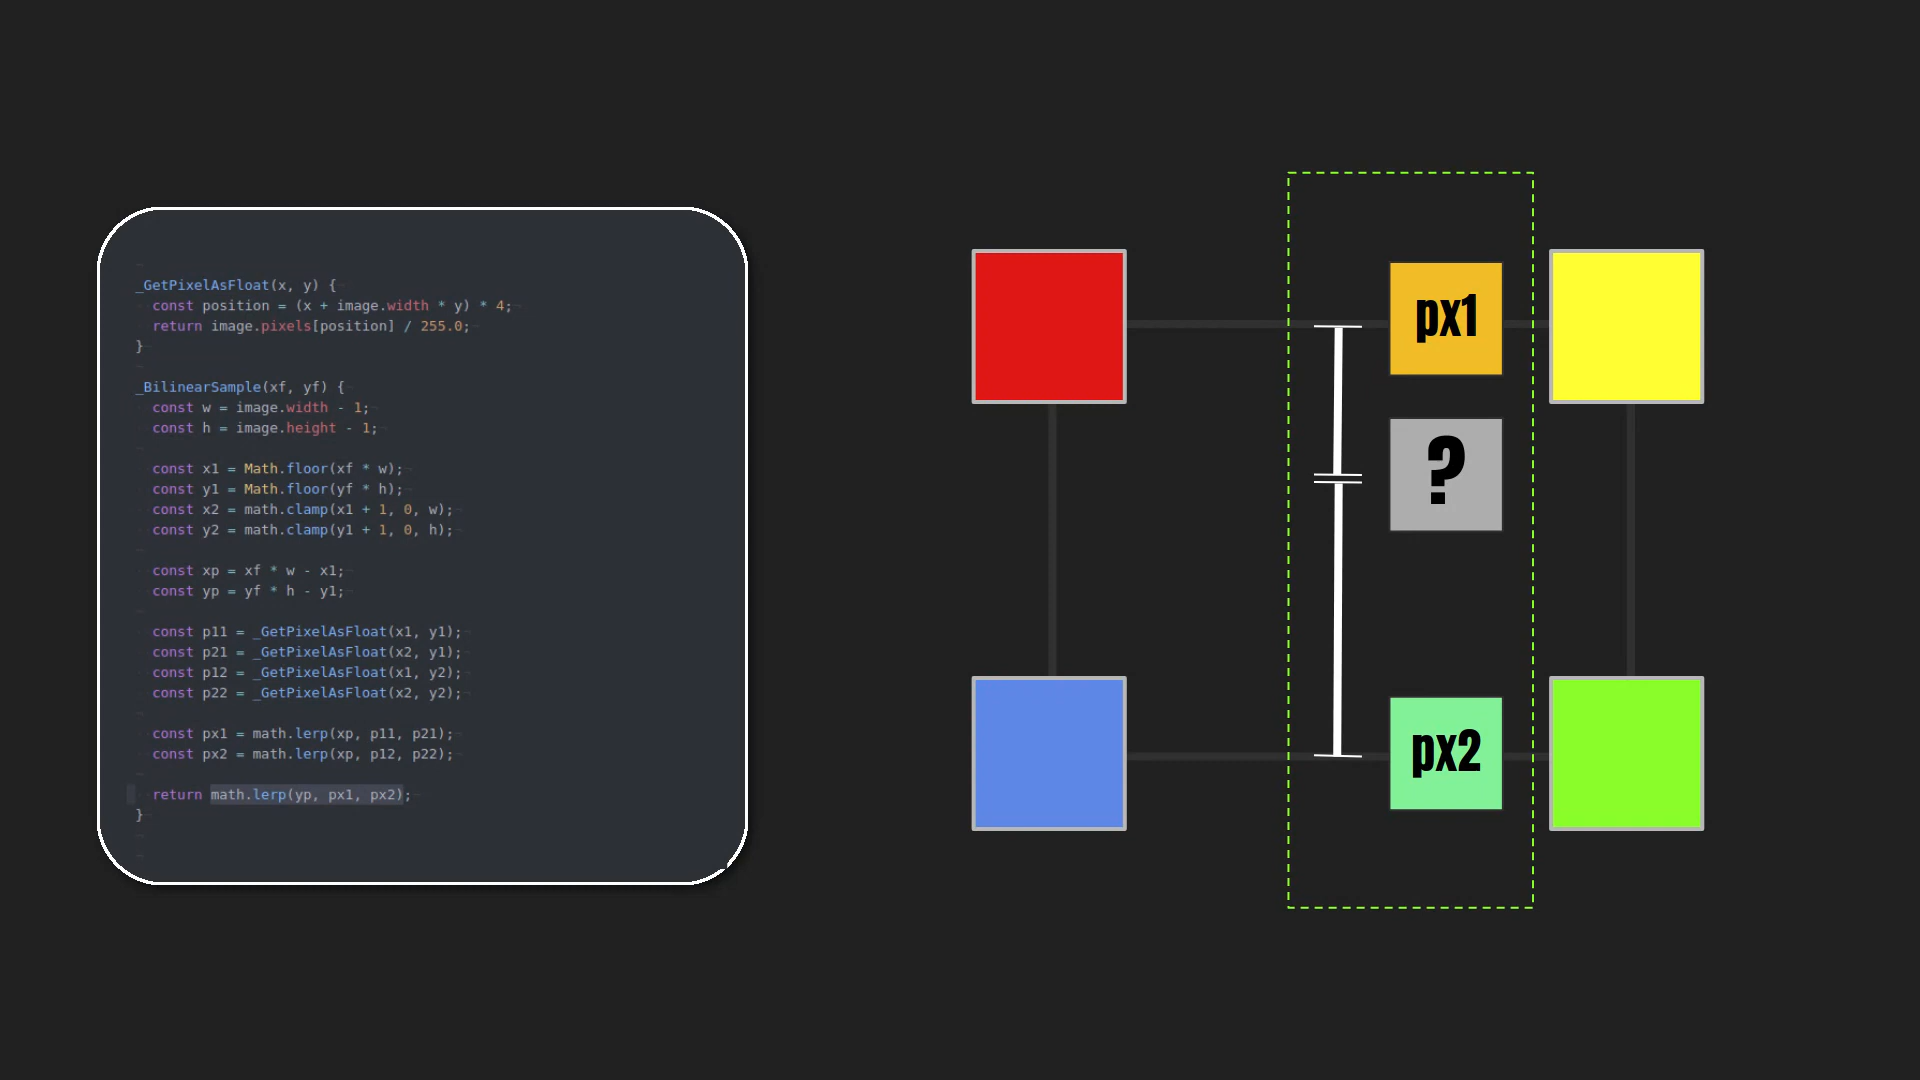 _GetPixelAsFloat(x, y) {
const position = (x + image.width * y) * 4;
return image.pixels[position] / 255.0;
}
_BilinearSample(xf, yf) {
const w = image.width - 1;
const h = image.height - 1;
const x1 = Math.floor(xf * w);
const y1 = Math.floor(yf * h);
const x2 = math.clamp(x1 + 1, 0, w);
const y2 = math.clamp(y1 + 1, 0, h);
const xp = xf * w - x1;
const yp = yf * h - y1;
const p11 = _GetPixelAsFloat(x1, y1);
const p21 = _GetPixelAsFloat(x2, y1);
const p12 = _GetPixelAsFloat(x1, y2);
const p22 = _GetPixelAsFloat(x2, y2);
const px1 = math.lerp(xp, p11, p21);
const px2 = math.lerp(xp, p12, p22);
return math.lerp(yp, px1, px2);
}
px1
?
px2